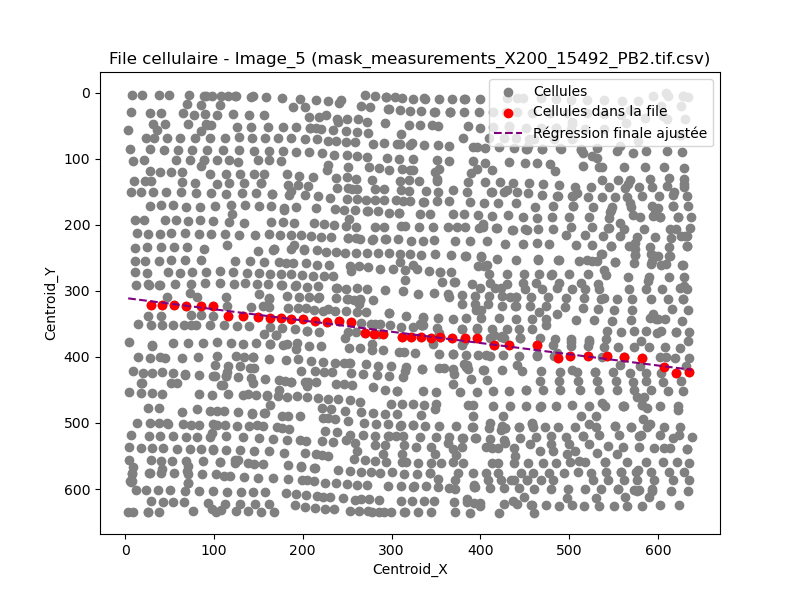 File cellulaire - Image_5 (mask_measurements_X200_15492_PB2.tif.csv)
Cellules
Cellules dans la file
Régression finale ajustée
0
100
200
300
400
500
600
Centroid_Y
0 100 200 300 400 500 600
Centroid_X